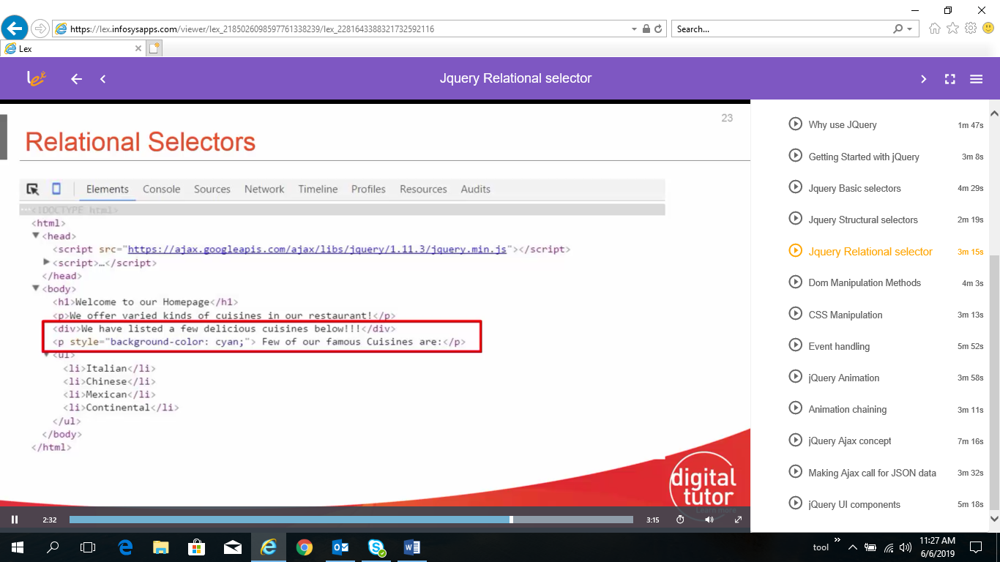 https://lex.infosysapps.com/viewer/lex_2185026098597761338239/lex_2281643388321732592116
Search...
Lex
lex
Jquery Relational selector
23
Relational Selectors
Elements Console Sources Network Timeline Profiles Resources Audits
<!DOCTYPE html>
<html>
<head>
<script src="https://ajax.googleapis.com/ajax/libs/jquery/1.11.3/jquery.min.js"></script>
<script>…</script>
</head>
<body>
<h1>Welcome to our Homepage</h1>
<p>We offer varied kinds of cuisines in our restaurant!</p>
<div>We have listed a few delicious cuisines below!!!</div>
<p style="background-color: cyan;"> Few of our famous Cuisines are:</p>
<ul>
<li>Italian</li>
<li>Chinese</li>
<li>Mexican</li>
<li>Continental</li>
</ul>
</body>
</html>
digital
tutor
Learn more
2:32
3:15
Why use JQuery 1m 47s
Getting Started with jQuery 3m 8s
Jquery Basic selectors 4m 29s
Jquery Structural selectors 2m 19s
Jquery Relational selector 3m 15s
Dom Manipulation Methods 4m 3s
CSS Manipulation 3m 13s
Event handling 5m 52s
jQuery Animation 3m 58s
Animation chaining 3m 11s
jQuery Ajax concept 7m 16s
Making Ajax call for JSON data 3m 32s
jQuery UI components 5m 18s
tool
11:27 AM
6/6/2019